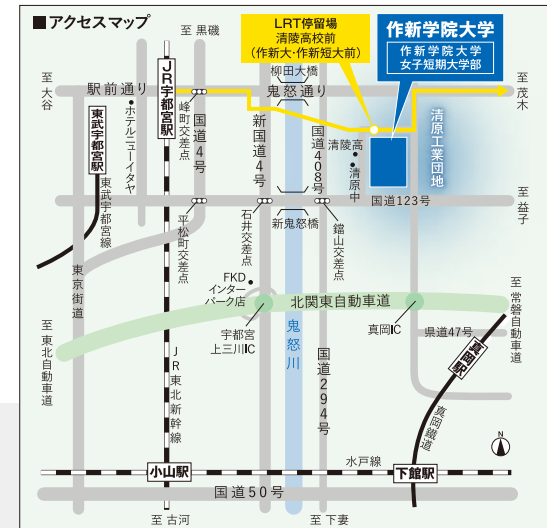 ■アクセスマップ
至 黒磯
LRT停留場
清陵高校前
(作新大・作新短大前)
作新学院大学
作新学院大学
女子短期大学部
至 大谷
駅前通り
JR宇都宮駅
柳田大橋
鬼怒通り
至 茂木
東武宇都宮駅
ホテルニューイタヤ
峰町交差点
国道4号
新国道4号
国道408号
清陵高
清原中
清原工業団地
国道123号
至 益子
東武宇都宮線
平松町交差点
石井交差点
新鬼怒橋
鐺山交差点
東京街道
FKD
インター
パーク店
北関東自動車道
至 常磐自動車道
宇都宮
上三川IC
鬼怒川
真岡IC
県道47号
至 東北自動車道
JR東北新幹線
国道294号
真岡駅
真岡鐵道
N
水戸線
小山駅
下館駅
国道50号
至 古河
至 下妻